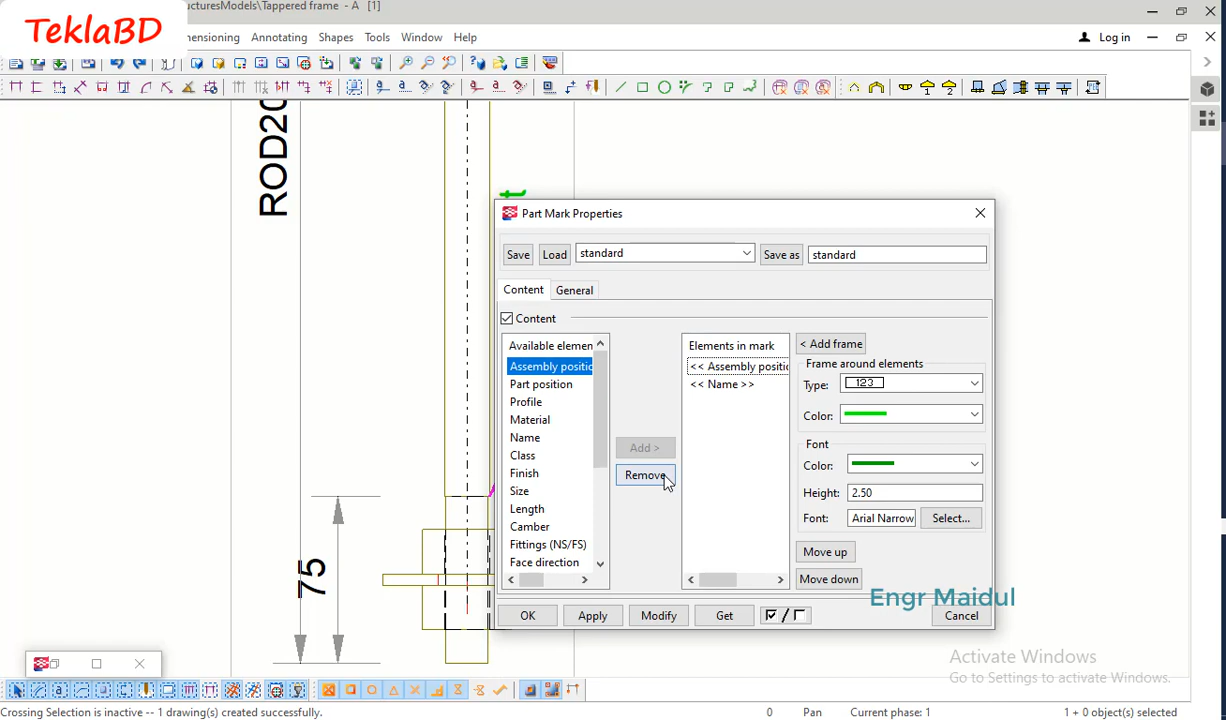 TeklaBD
ucturesModels\Tappered frame - A [1]
mensioning Annotating Shapes Tools Window Help
Log in
ROD20
75
t
Part Mark Properties
Save Load standard Save as standard
Content General
Content
Available elemen
Assembly positio
Part position
Profile
Material
Name
Class
Finish
Size
Length
Camber
Fittings (NS/FS)
Face direction
Add >
Remove
Elements in mark
<< Assembly positio
<< Name >>
< Add frame
Frame around elements
Type: 123
Color:
Font
Color:
Height: 2.50
Font: Arial Narrow Select...
Move up
Move down
OK Apply Modify Get / Cancel
Engr Maidul
Activate Windows
Go to Settings to activate Windows.
Crossing Selection is inactive -- 1 drawing(s) created successfully. 0 Pan Current phase: 1 1 + 0 object(s) selected